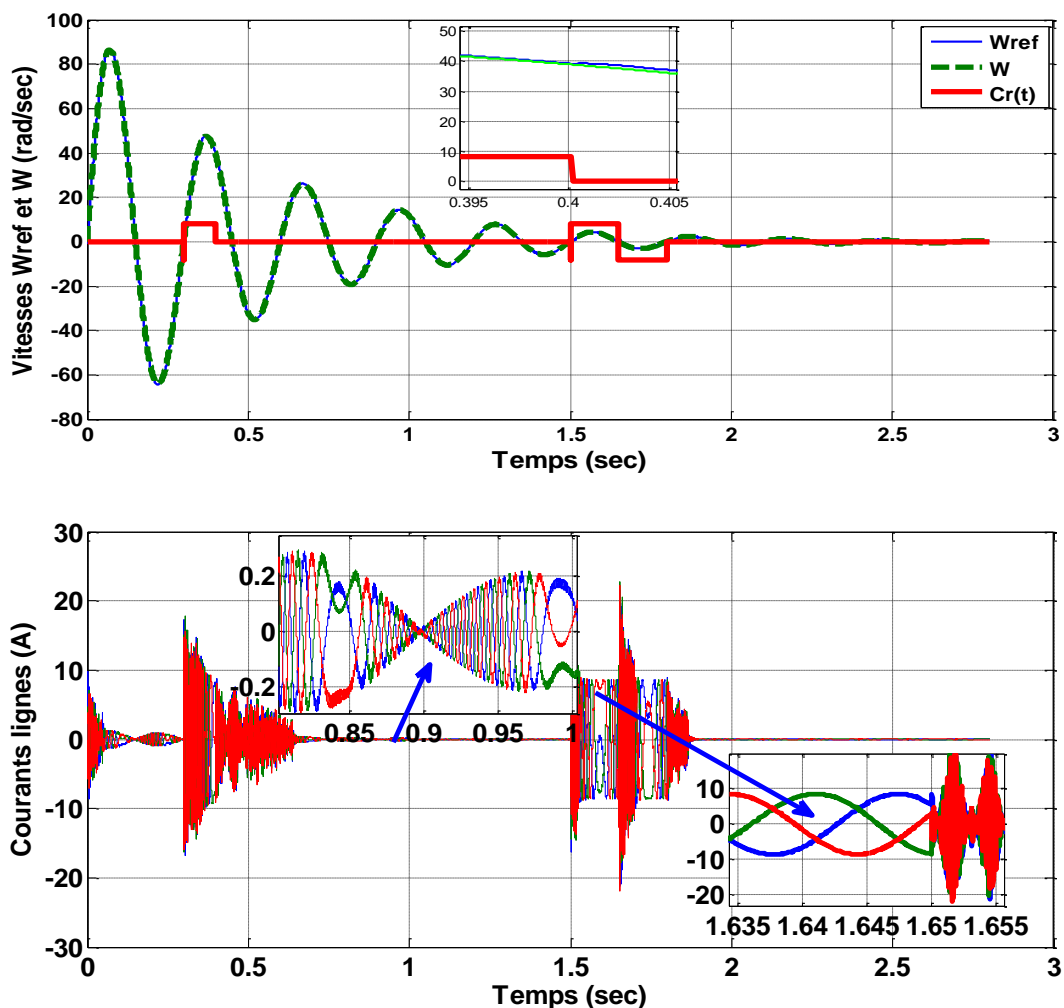 100
80
60
40
20
0
-20
-40
-60
-80
Vitesses Wref et W (rad/sec)
0 0.5 1 1.5 2 2.5 3
Temps (sec)
50
40
30
20
10
0
0.395 0.4 0.405
Wref
W
Cr(t)
30
20
10
0
-10
-20
-30
Courants lignes (A)
0.2
0
-0.2
0.85 0.9 0.95 1
10
0
-10
-20
1.635 1.64 1.645 1.65 1.655
0 0.5 1 1.5 2 2.5 3
Temps (sec)